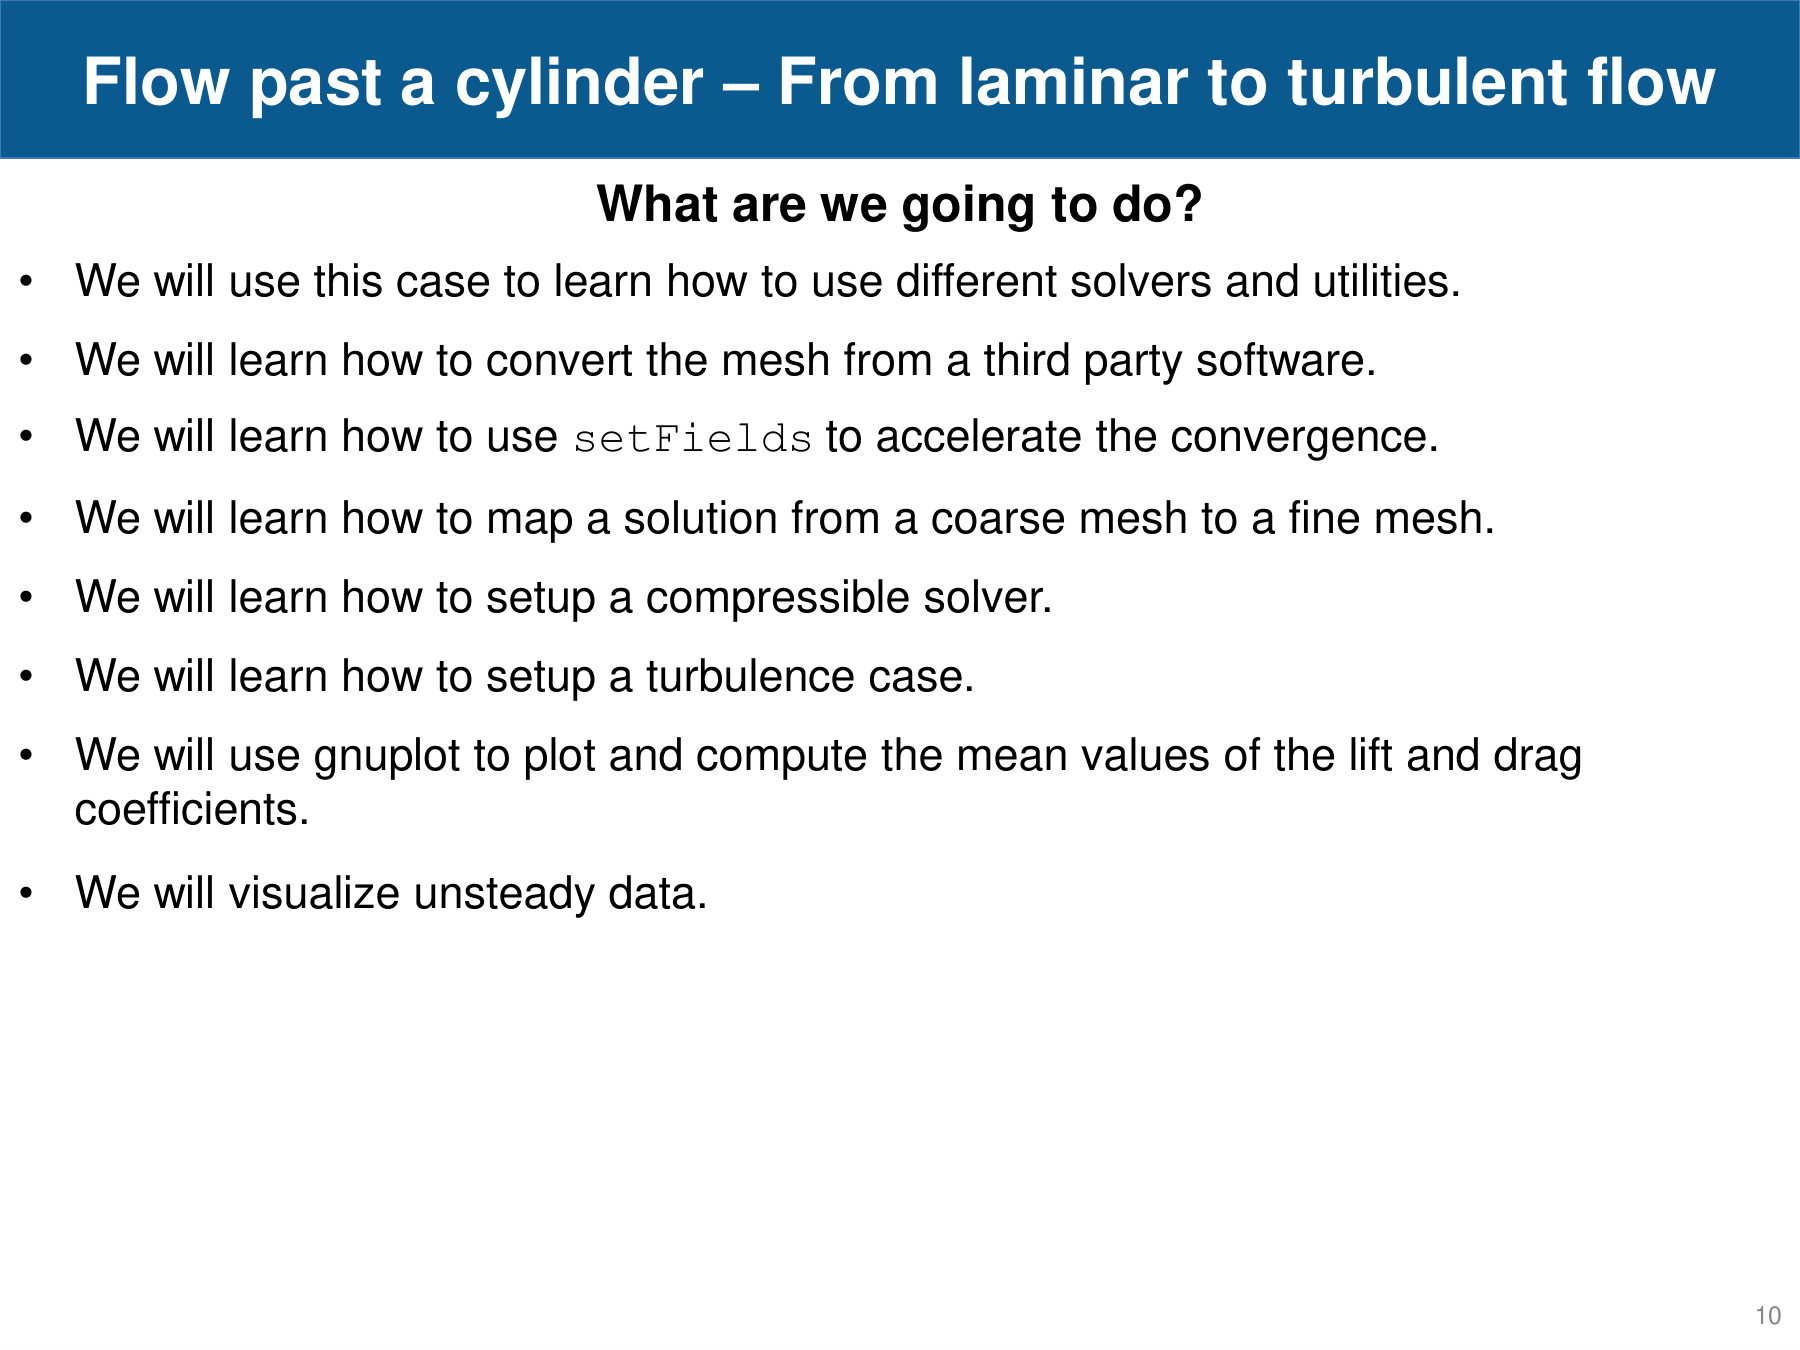 Flow past a cylinder – From laminar to turbulent flow
What are we going to do?
• We will use this case to learn how to use different solvers and utilities.
• We will learn how to convert the mesh from a third party software.
• We will learn how to use setFields to accelerate the convergence.
• We will learn how to map a solution from a coarse mesh to a fine mesh.
• We will learn how to setup a compressible solver.
• We will learn how to setup a turbulence case.
• We will use gnuplot to plot and compute the mean values of the lift and drag
coefficients.
• We will visualize unsteady data.
10